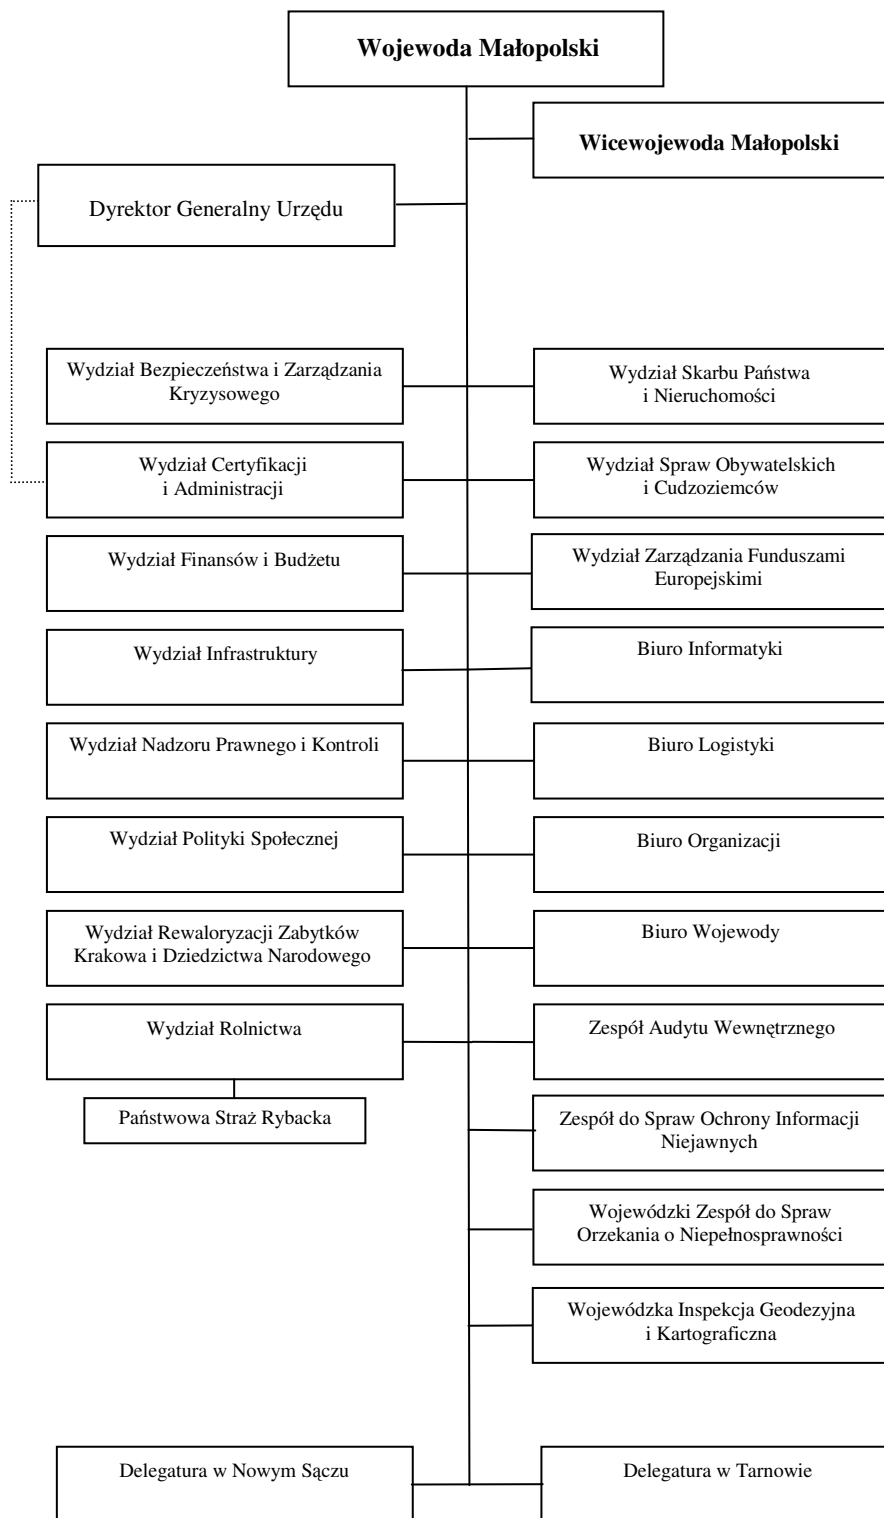 Wojewoda Małopolski
Wicewojewoda Małopolski
Dyrektor Generalny Urzędu
Wydział Bezpieczeństwa i Zarządzania
Kryzysowego
Wydział Skarbu Państwa
i Nieruchomości
Wydział Certyfikacji
i Administracji
Wydział Spraw Obywatelskich
i Cudzoziemców
Wydział Finansów i Budżetu
Wydział Zarządzania Funduszami
Europejskimi
Wydział Infrastruktury
Biuro Informatyki
Wydział Nadzoru Prawnego i Kontroli
Biuro Logistyki
Wydział Polityki Społecznej
Biuro Organizacji
Wydział Rewaloryzacji Zabytków
Krakowa i Dziedzictwa Narodowego
Biuro Wojewody
Wydział Rolnictwa
Zespół Audytu Wewnętrznego
Państwowa Straż Rybacka
Zespół do Spraw Ochrony Informacji
Niejawnych
Wojewódzki Zespół do Spraw
Orzekania o Niepełnosprawności
Wojewódzka Inspekcja Geodezyjna
i Kartograficzna
Delegatura w Nowym Sączu
Delegatura w Tarnowie